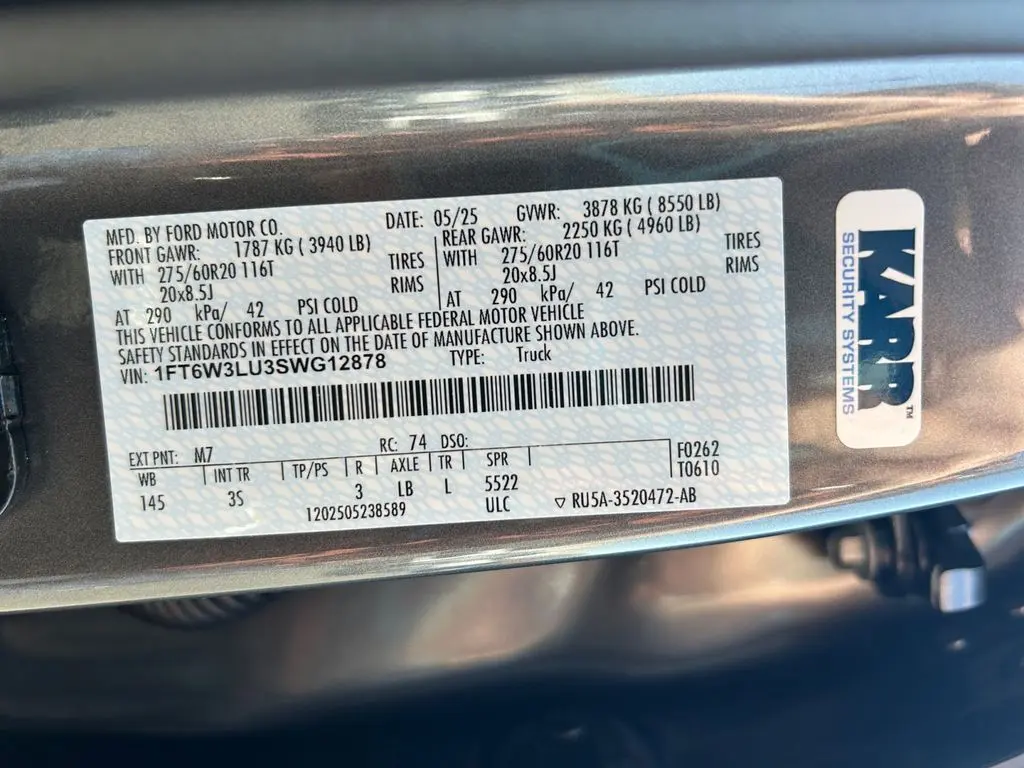 MFD. BY FORD MOTOR CO.
DATE: 05/25
GVWR: 3878 KG ( 8550 LB)
FRONT GAWR: 1787 KG ( 3940 LB)
WITH 275/60R20 116T TIRES
20x8.5J RIMS
AT 290 kPa/ 42 PSI COLD
REAR GAWR: 2250 KG ( 4960 LB)
WITH 275/60R20 116T TIRES
20x8.5J RIMS
AT 290 kPa/ 42 PSI COLD
THIS VEHICLE CONFORMS TO ALL APPLICABLE FEDERAL MOTOR VEHICLE
SAFETY STANDARDS IN EFFECT ON THE DATE OF MANUFACTURE SHOWN ABOVE.
VIN: 1FT6W3LU3SWG12878 TYPE: Truck
EXT PNT: M7 RC: 74 DSO:
WB INT TR TP/PS R AXLE TR SPR F0262
145 3S 3 LB L 5522 T0610
1202505238589 ULC ▽ RU5A-3520472-AB
KARR™
SECURITY SYSTEMS